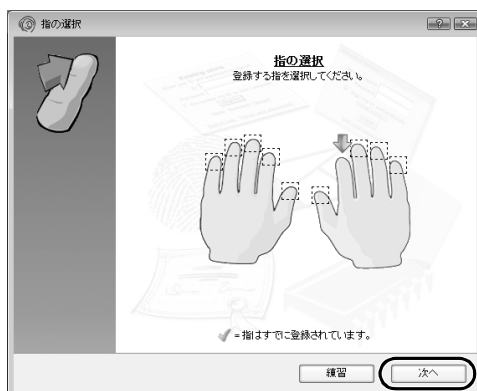 指の選択
指の選択
登録する指を選択してください。
=指はすでに登録されています。
練習
次へ